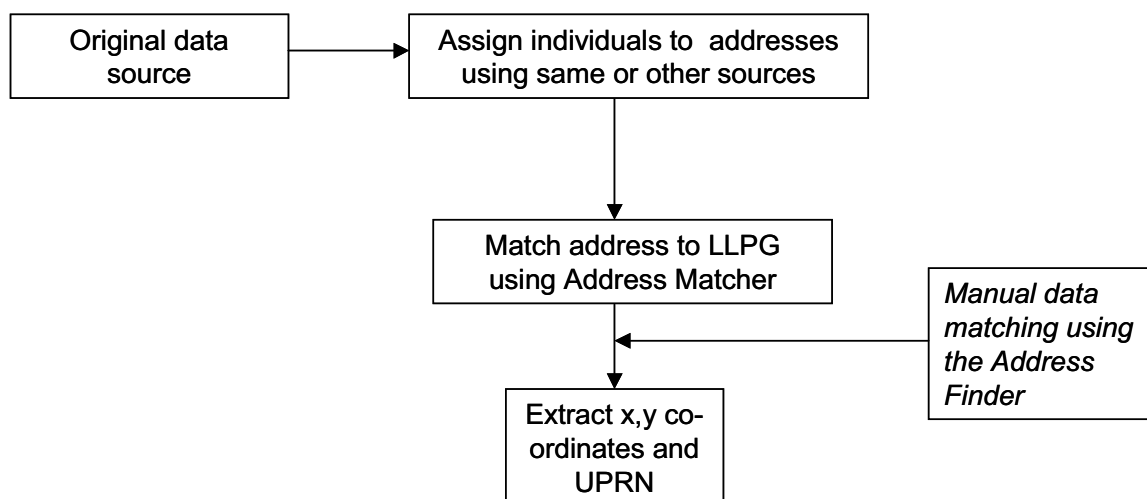 Original data
source
Assign individuals to addresses
using same or other sources
Match address to LLPG
using Address Matcher
Manual data
matching using
the Address
Finder
Extract x,y co-
ordinates and
UPRN